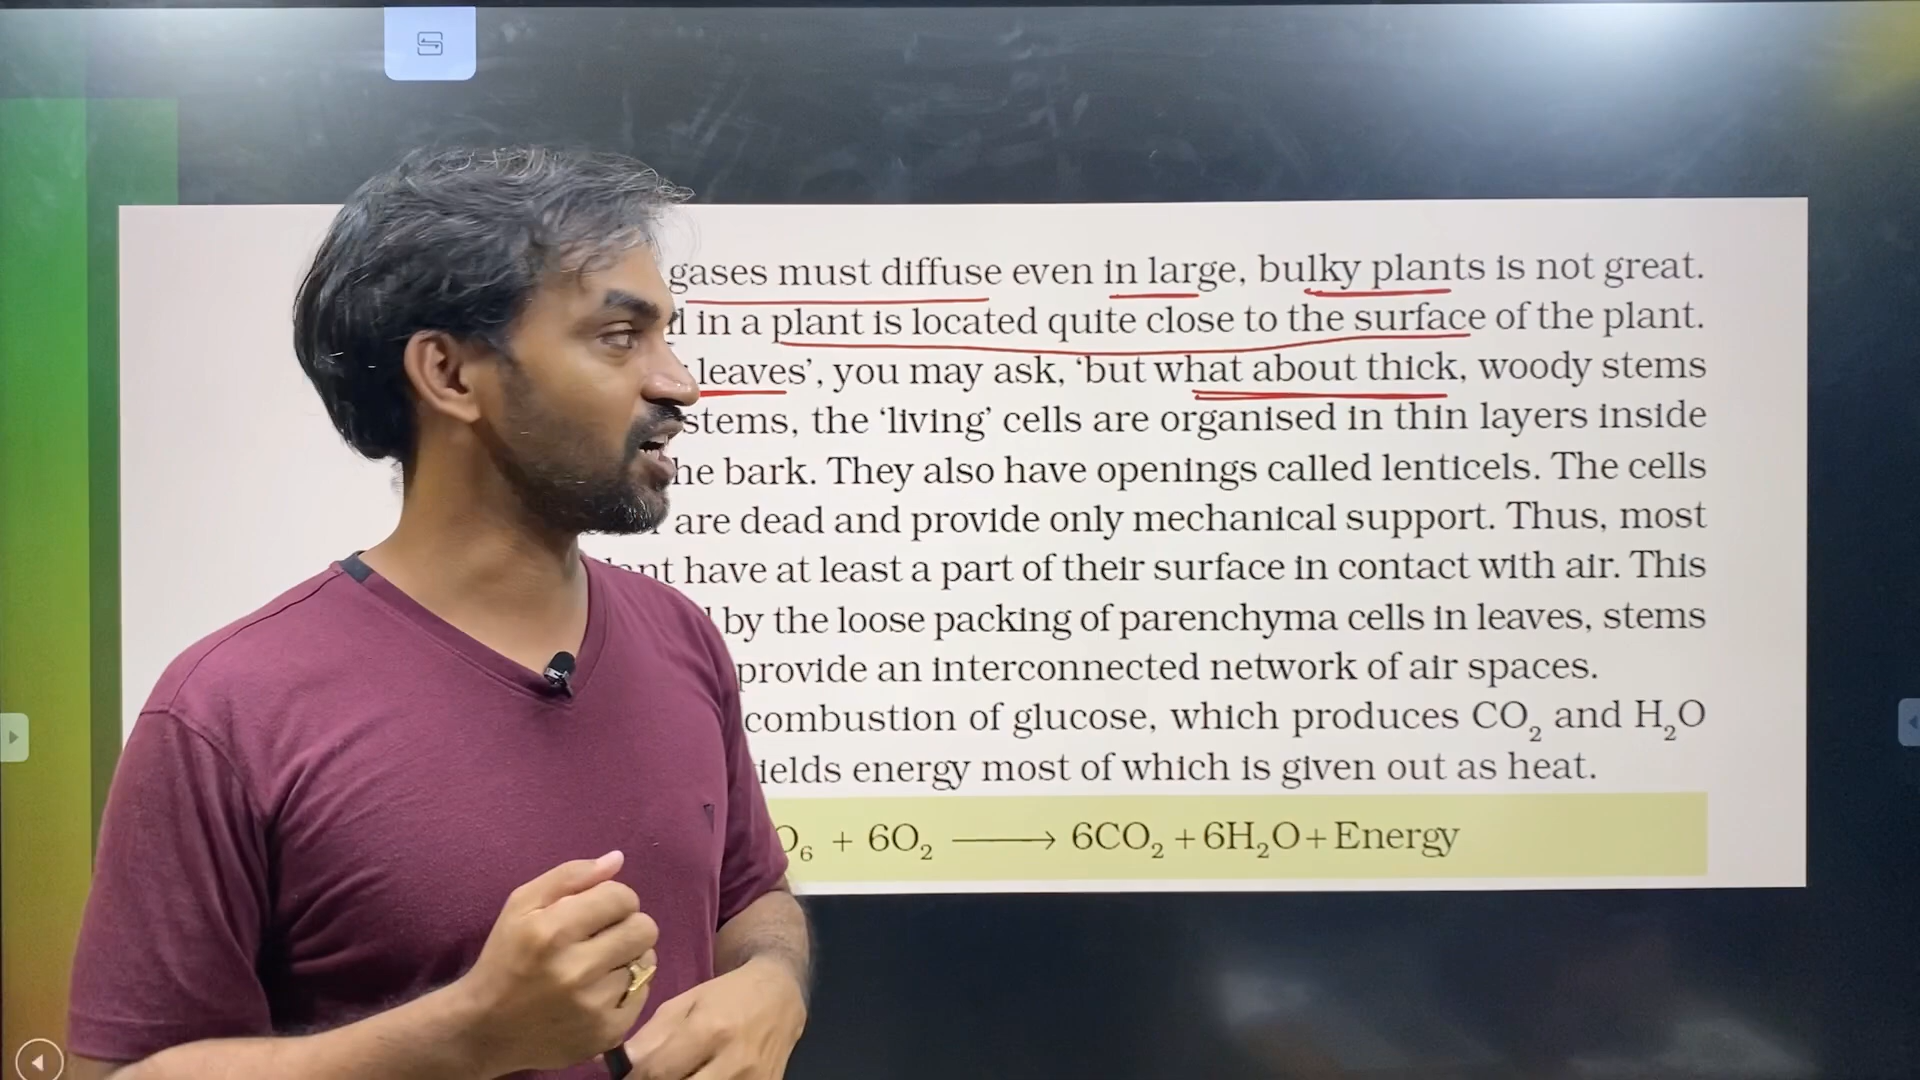 gases must diffuse even in large, bulky plants is not great.
in a plant is located quite close to the surface of the plant.
leaves’, you may ask, ‘but what about thick, woody stems
stems, the ‘living’ cells are organised in thin layers inside
he bark. They also have openings called lenticels. The cells
are dead and provide only mechanical support. Thus, most
have at least a part of their surface in contact with air. This
by the loose packing of parenchyma cells in leaves, stems
provide an interconnected network of air spaces.
combustion of glucose, which produces CO₂ and H₂O
ields energy most of which is given out as heat.
O₆ + 6O₂ ⟶ 6CO₂ + 6H₂O + Energy